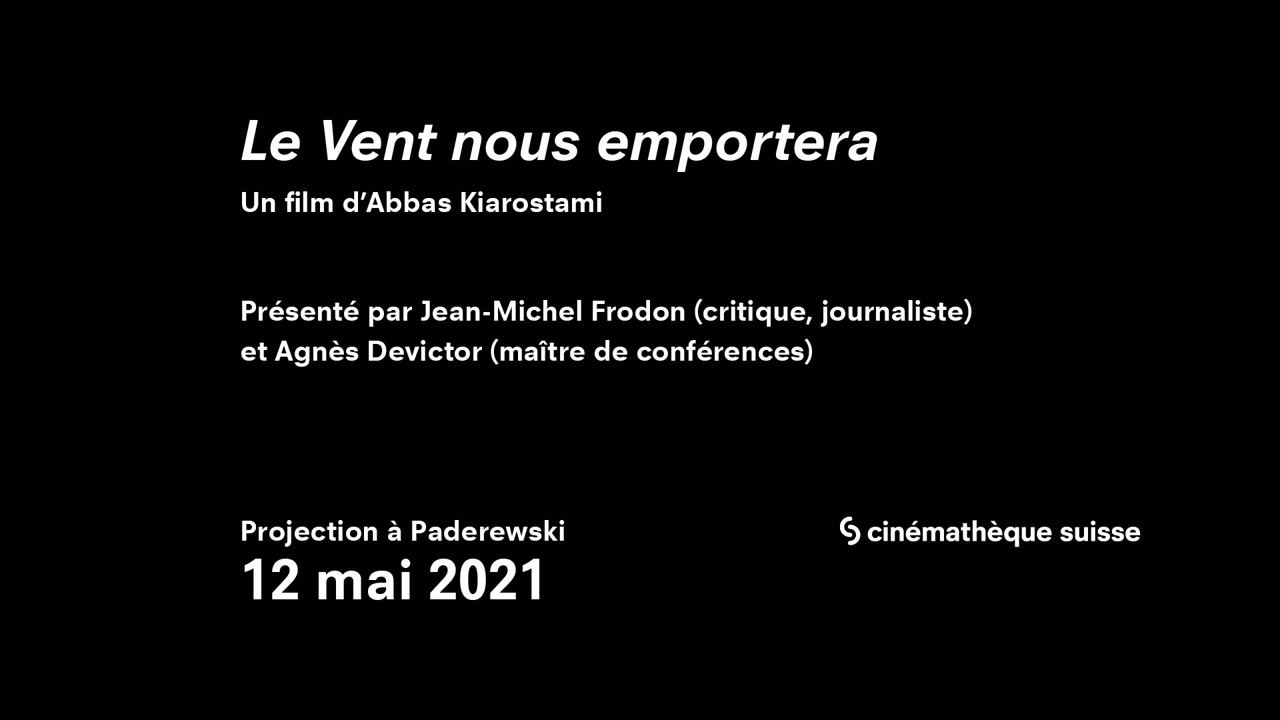 Le Vent nous emportera
Un film d’Abbas Kiarostami
Présenté par Jean-Michel Frodon (critique, journaliste)
et Agnès Devictor (maître de conférences)
Projection à Paderewski
12 mai 2021
cinémathèque suisse